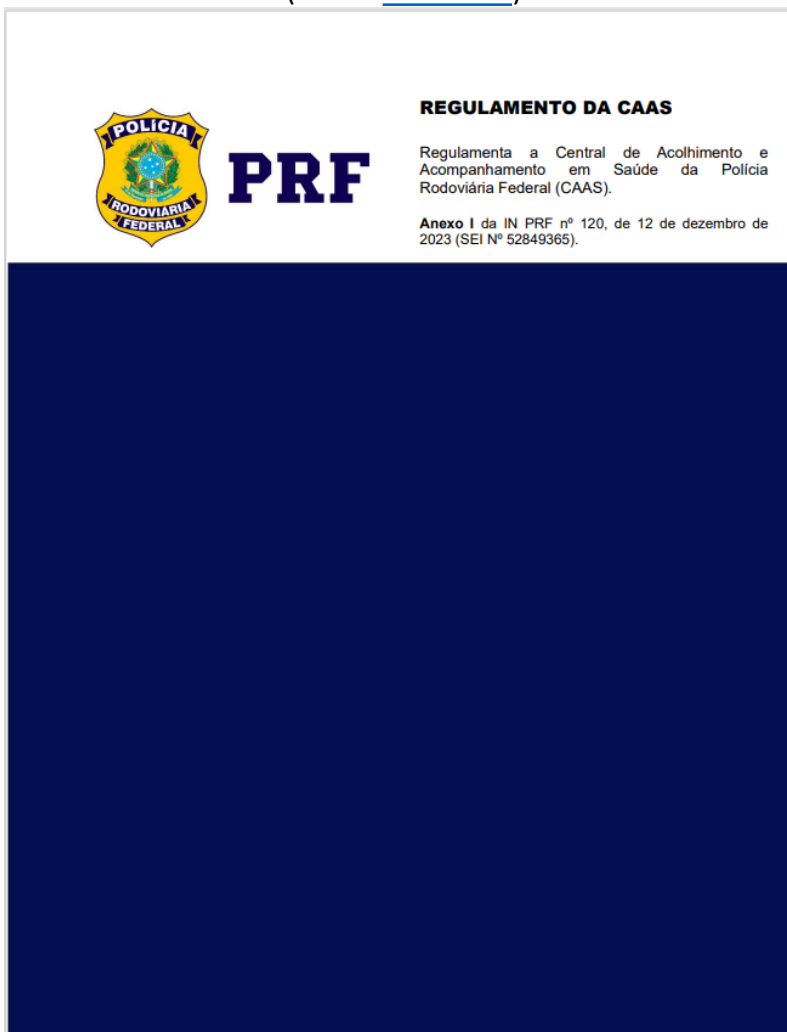 POLÍCIA
RODOVIÁRIA
FEDERAL
PRF
REGULAMENTO DA CAAS
Regulamenta a Central de Acolhimento e
Acompanhamento em Saúde da Polícia
Rodoviária Federal (CAAS).
Anexo I da IN PRF nº 120, de 12 de dezembro de
2023 (SEI Nº 52849365).